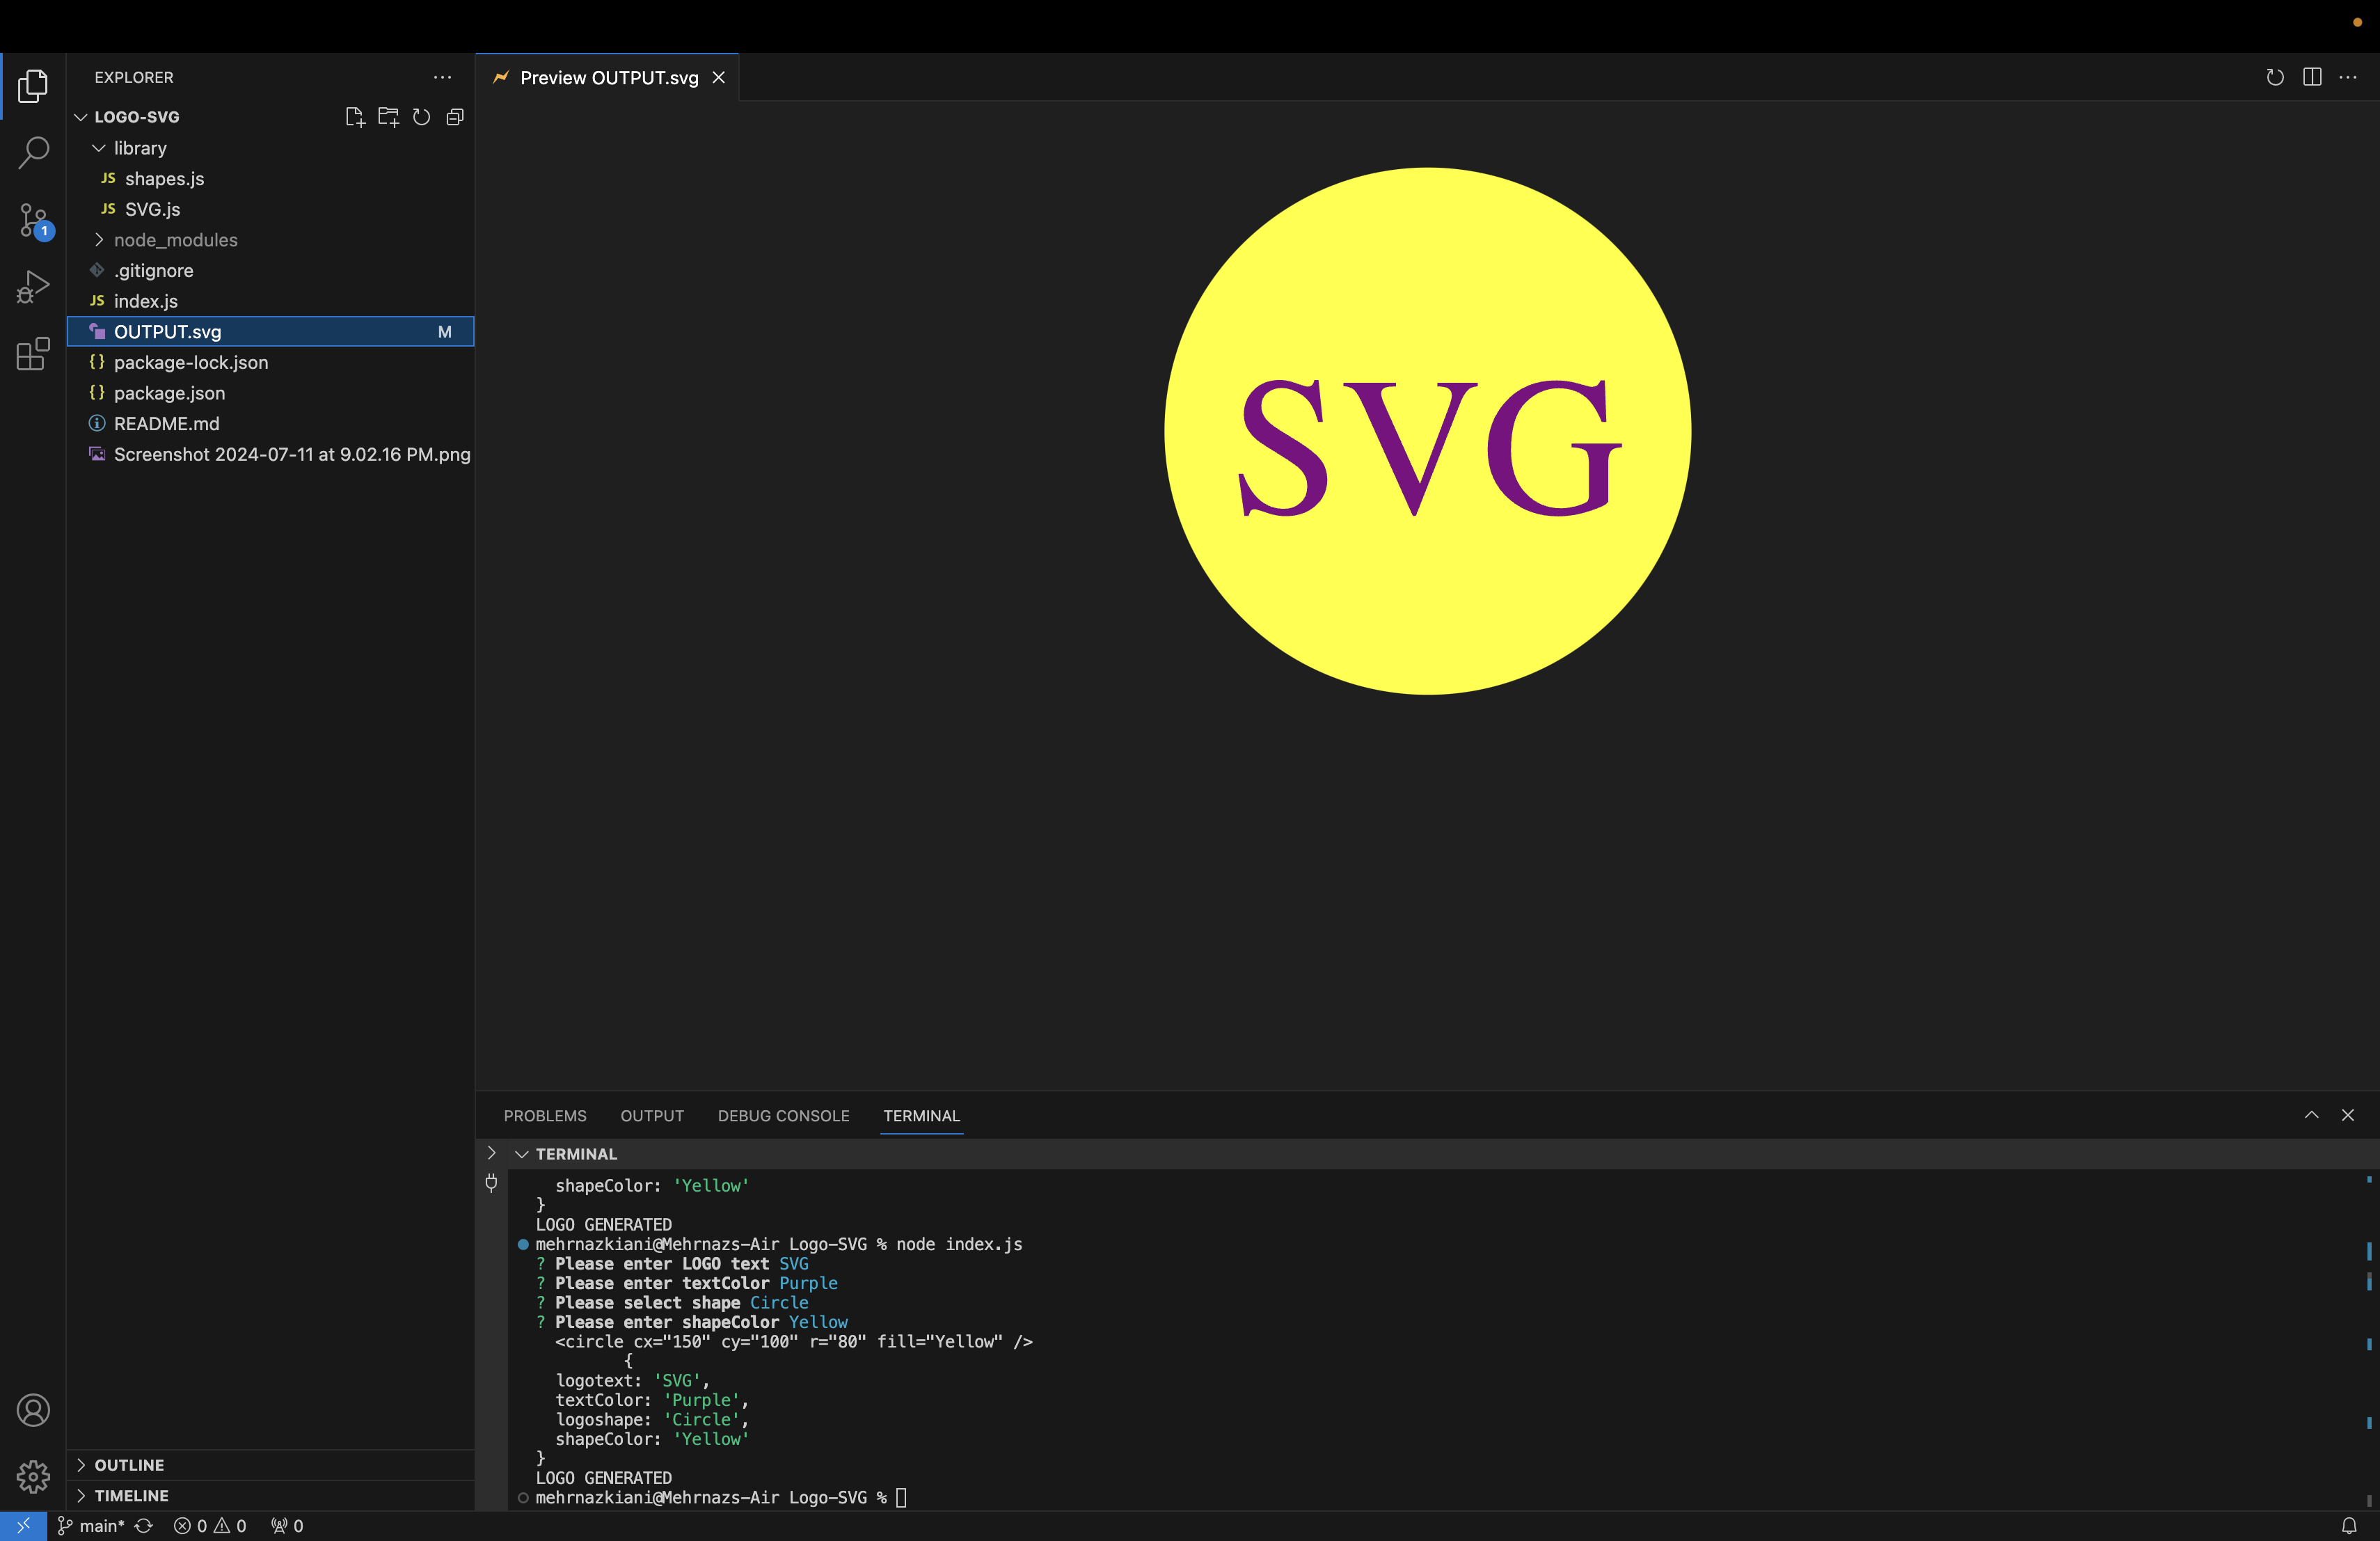 EXPLORER
LOGO-SVG
library
JS shapes.js
JS SVG.js
node_modules
.gitignore
JS index.js
OUTPUT.svg M
{} package-lock.json
{} package.json
README.md
Screenshot 2024-07-11 at 9.02.16 PM.png
OUTLINE
TIMELINE
1
Preview OUTPUT.svg
SVG
PROBLEMS OUTPUT DEBUG CONSOLE TERMINAL
TERMINAL
shapeColor: 'Yellow'
}
LOGO GENERATED
mehrnazkiani@Mehrnazs-Air Logo-SVG % node index.js
? Please enter LOGO text SVG
? Please enter textColor Purple
? Please select shape Circle
? Please enter shapeColor Yellow
<circle cx="150" cy="100" r="80" fill="Yellow" />
{
logotext: 'SVG',
textColor: 'Purple',
logoshape: 'Circle',
shapeColor: 'Yellow'
}
LOGO GENERATED
mehrnazkiani@Mehrnazs-Air Logo-SVG %
main* 0 0 0